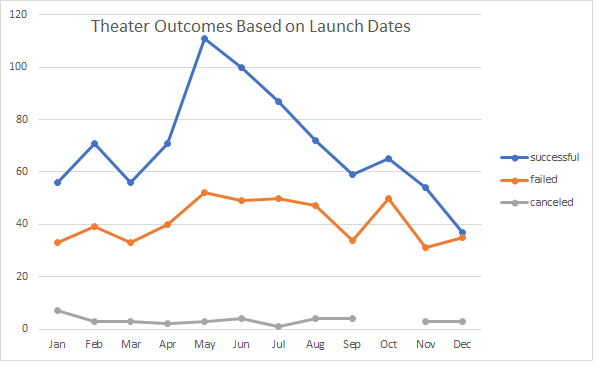 Theater Outcomes Based on Launch Dates
120
100
80
60
40
20
0
Jan Feb Mar Apr May Jun Jul Aug Sep Oct Nov Dec
successful
failed
canceled